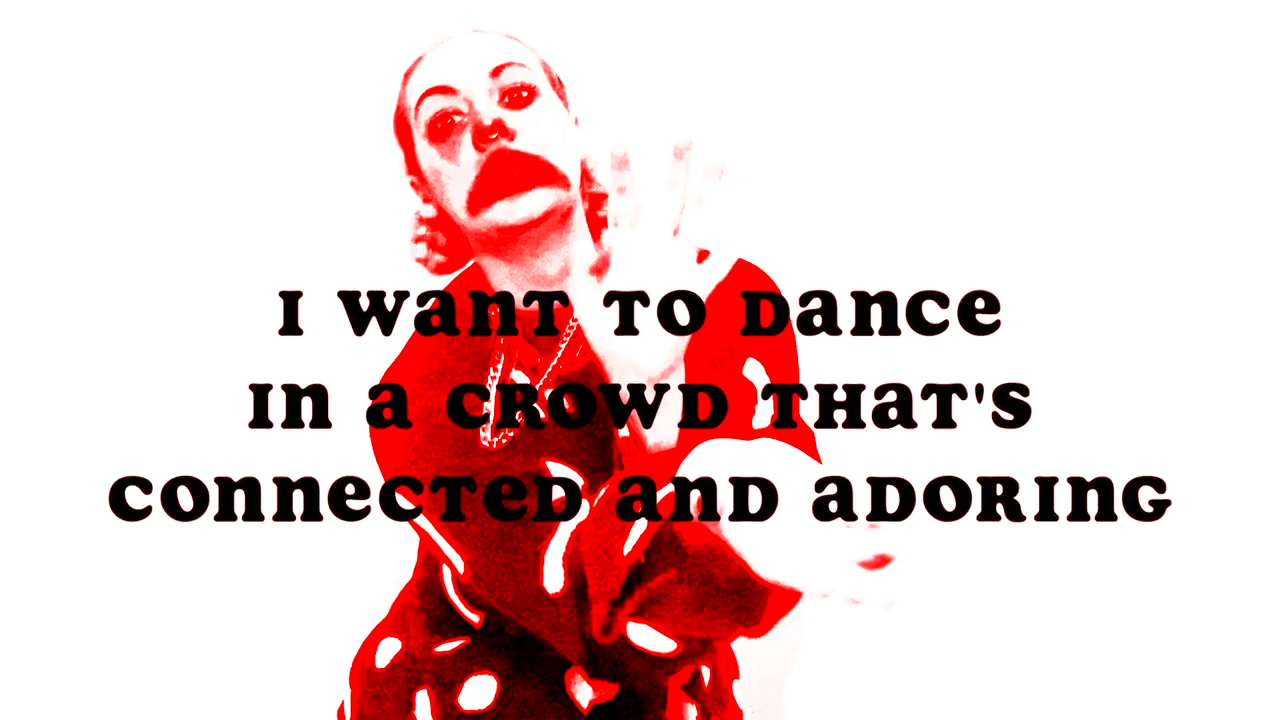 I WANT TO DANCE
IN A CROWD THAT'S
CONNECTED AND ADORING